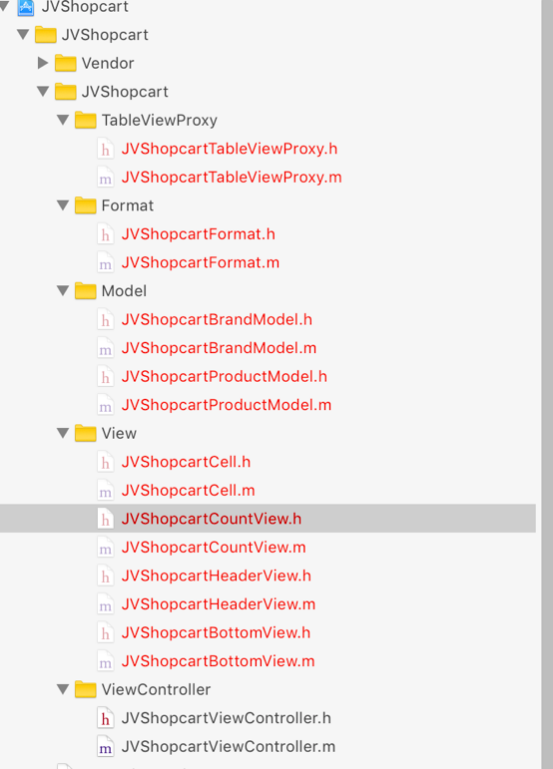 JVShopcart
JVShopcart
Vendor
JVShopcart
TableViewProxy
h JVShopcartTableViewProxy.h
m JVShopcartTableViewProxy.m
Format
h JVShopcartFormat.h
m JVShopcartFormat.m
Model
h JVShopcartBrandModel.h
m JVShopcartBrandModel.m
h JVShopcartProductModel.h
m JVShopcartProductModel.m
View
h JVShopcartCell.h
m JVShopcartCell.m
h JVShopcartCountView.h
m JVShopcartCountView.m
h JVShopcartHeaderView.h
m JVShopcartHeaderView.m
h JVShopcartBottomView.h
m JVShopcartBottomView.m
ViewController
h JVShopcartViewController.h
m JVShopcartViewController.m